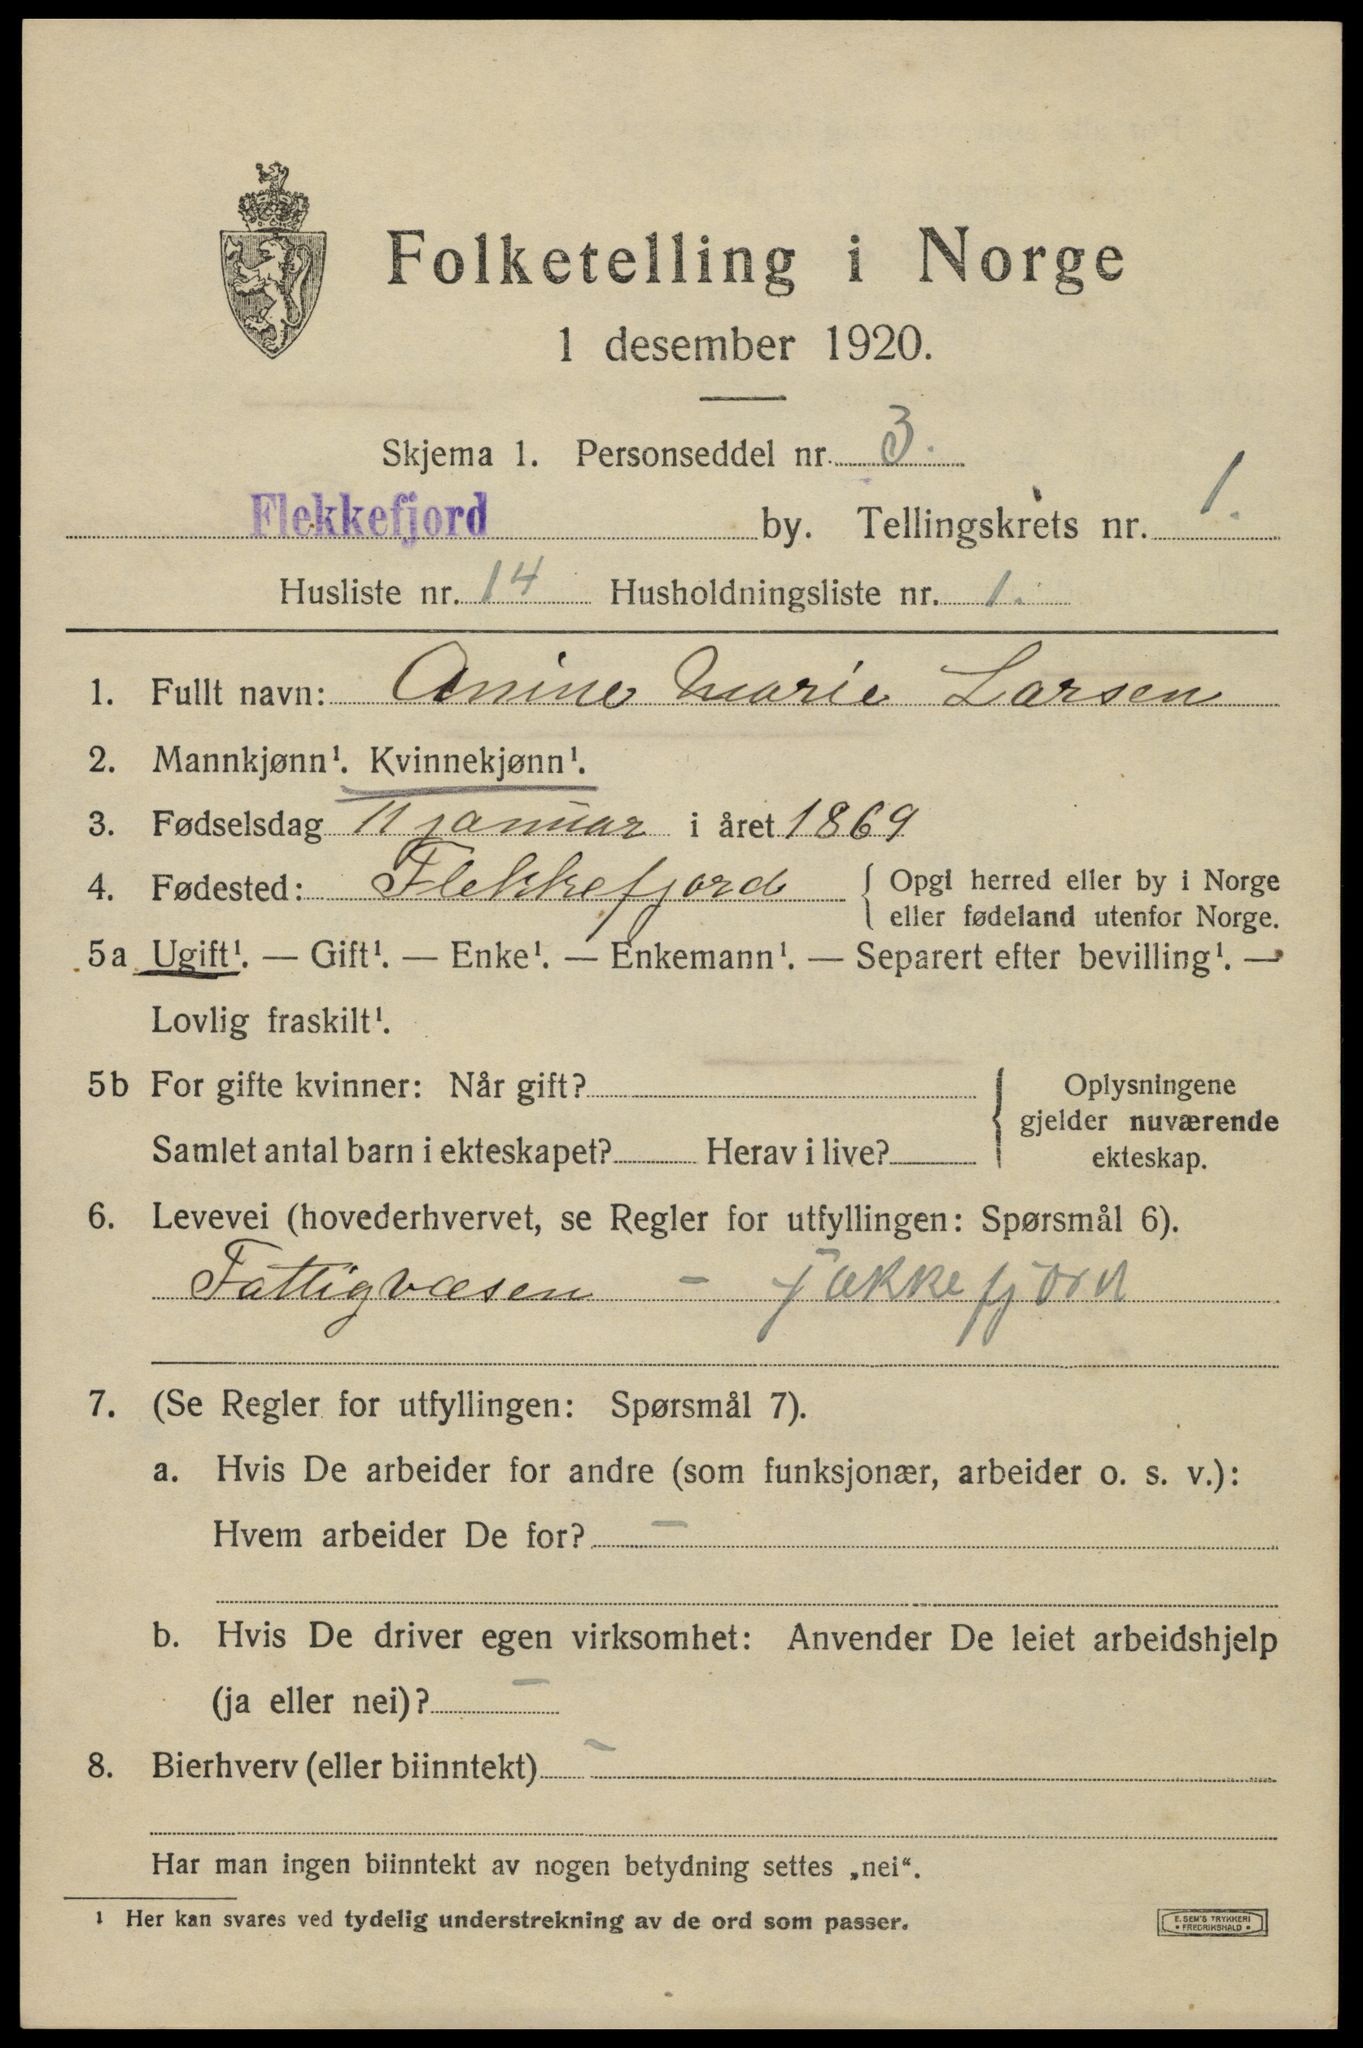 Folketelling i Norge
1 desember 1920.
Skjema 1. Personseddel nr. 3.
Flekkefjord by. Tellingskrets nr. 1.
Husliste nr. 14 Husholdningsliste nr. 1.
1. Fullt navn: Anine Marie Larsen
2. Mannkjønn¹. Kvinnekjønn¹.
3. Fødselsdag 11 januar i året 1869
4. Fødested: Flekkefjord { Opgi herred eller by i Norge
eller fødeland utenfor Norge.
5a Ugift¹. — Gift¹. — Enke¹. — Enkemann¹. — Separert efter bevilling¹. —
Lovlig fraskilt¹.
5b For gifte kvinner: Når gift?
Samlet antal barn i ekteskapet? Herav i live?
Oplysningene
gjelder nuværende
ekteskap.
6. Levevei (hovederhvervet, se Regler for utfyllingen: Spørsmål 6).
Fattigvæsen – Flekkefjord
7. (Se Regler for utfyllingen: Spørsmål 7).
a. Hvis De arbeider for andre (som funksjonær, arbeider o. s. v.):
Hvem arbeider De for? –
b. Hvis De driver egen virksomhet: Anvender De leiet arbeidshjelp
(ja eller nei)? –
8. Bierhverv (eller biinntekt) –
Har man ingen biinntekt av nogen betydning settes „nei“.
1 Her kan svares ved tydelig understrekning av de ord som passer.
E. SEM'S TRYKKERI
• FREDRIKSHALD •